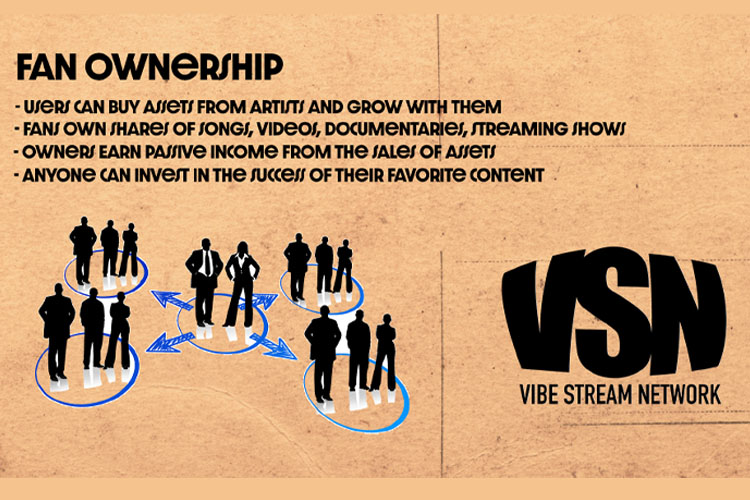 FAN OWNERSHIP
- USERS CAN BUY ASSETS FROM ARTISTS AND GROW WITH THEM
- FANS OWN SHARES OF SONGS, VIDEOS, DOCUMENTARIES, STREAMING SHOWS
- OWNERS EARN PASSIVE INCOME FROM THE SALES OF ASSETS
- ANYONE CAN INVEST IN THE SUCCESS OF THEIR FAVORITE CONTENT
VSN
VIBE STREAM NETWORK